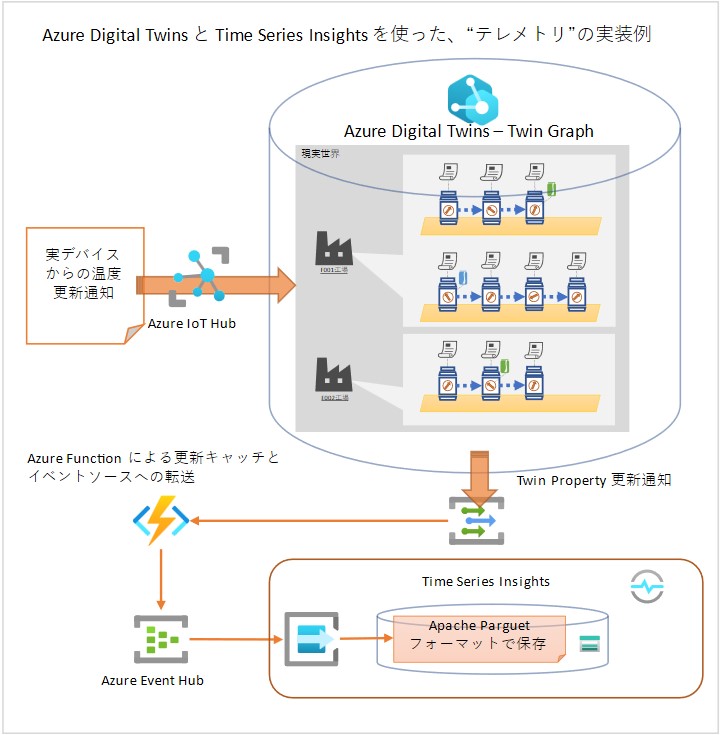 Azure Digital Twins と Time Series Insights を使った、“テレメトリ”の実装例
Azure Digital Twins – Twin Graph
現実世界
F001工場
実デバイス
からの温度
更新通知
Azure IoT Hub
F002工場
Azure Function による更新キャッチと
イベントソースへの転送
Twin Property 更新通知
Time Series Insights
Apache Parguet
フォーマットで保存
Azure Event Hub